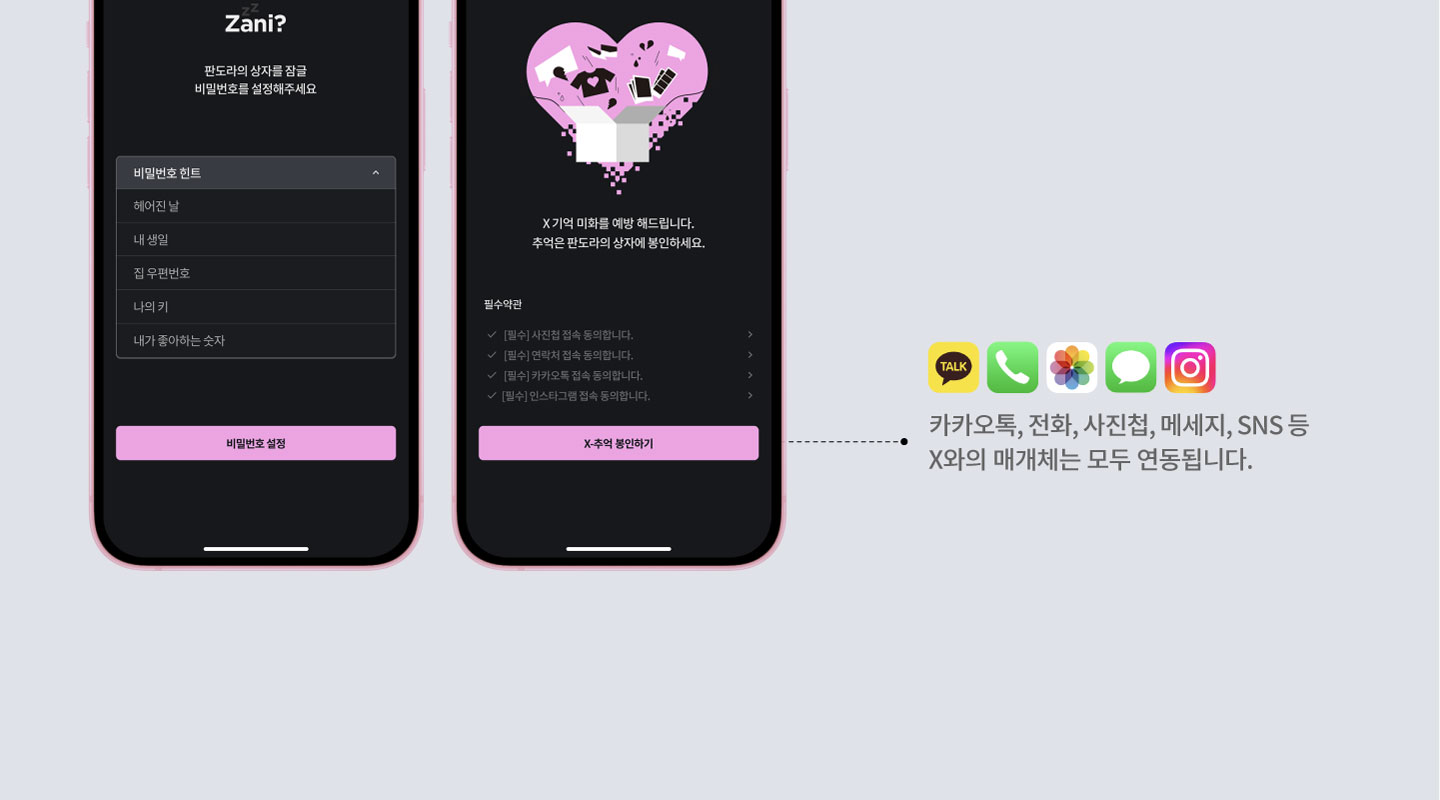 zZ
Zani?
판도라의 상자를 잠글
비밀번호를 설정해주세요
비밀번호 힌트
헤어진 날
내 생일
집 우편번호
나의 키
내가 좋아하는 숫자
비밀번호 설정
X 기억 미화를 예방 해드립니다.
추억은 판도라의 상자에 봉인하세요.
필수약관
[필수] 사진첩 접속 동의합니다.
[필수] 연락처 접속 동의합니다.
[필수] 카카오톡 접속 동의합니다.
[필수] 인스타그램 접속 동의합니다.
X-추억 봉인하기
TALK
카카오톡, 전화, 사진첩, 메세지, SNS 등
X와의 매개체는 모두 연동됩니다.